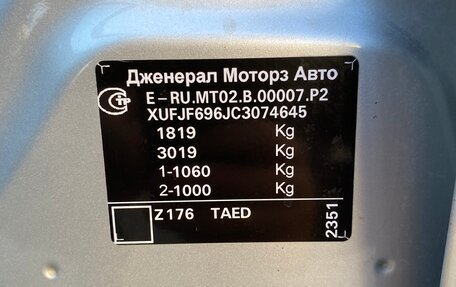 Дженерал Моторз Авто
E-RU.MT02.B.00007.P2
XUFJF696JC3074645
1819 Kg
3019 Kg
1-1060 Kg
2-1000 Kg
Z176 TAED
2351